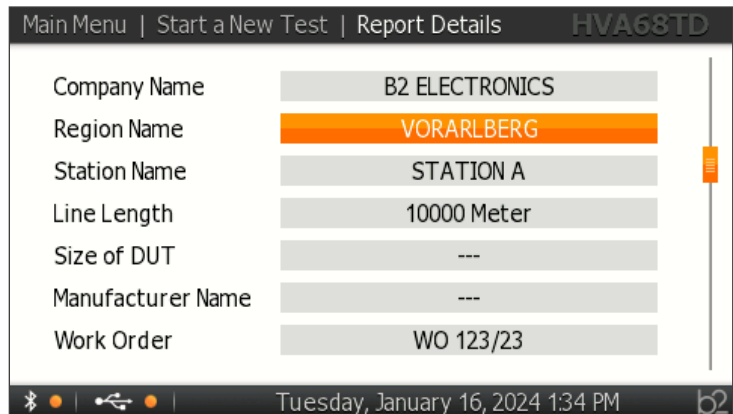 Main Menu | Start a New Test | Report Details HVA68TD
Company Name B2 ELECTRONICS
Region Name VORARLBERG
Station Name STATION A
Line Length 10000 Meter
Size of DUT ---
Manufacturer Name ---
Work Order WO 123/23
Tuesday, January 16, 2024 1:34 PM b2